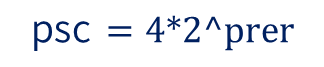 psc = 4*2^prer